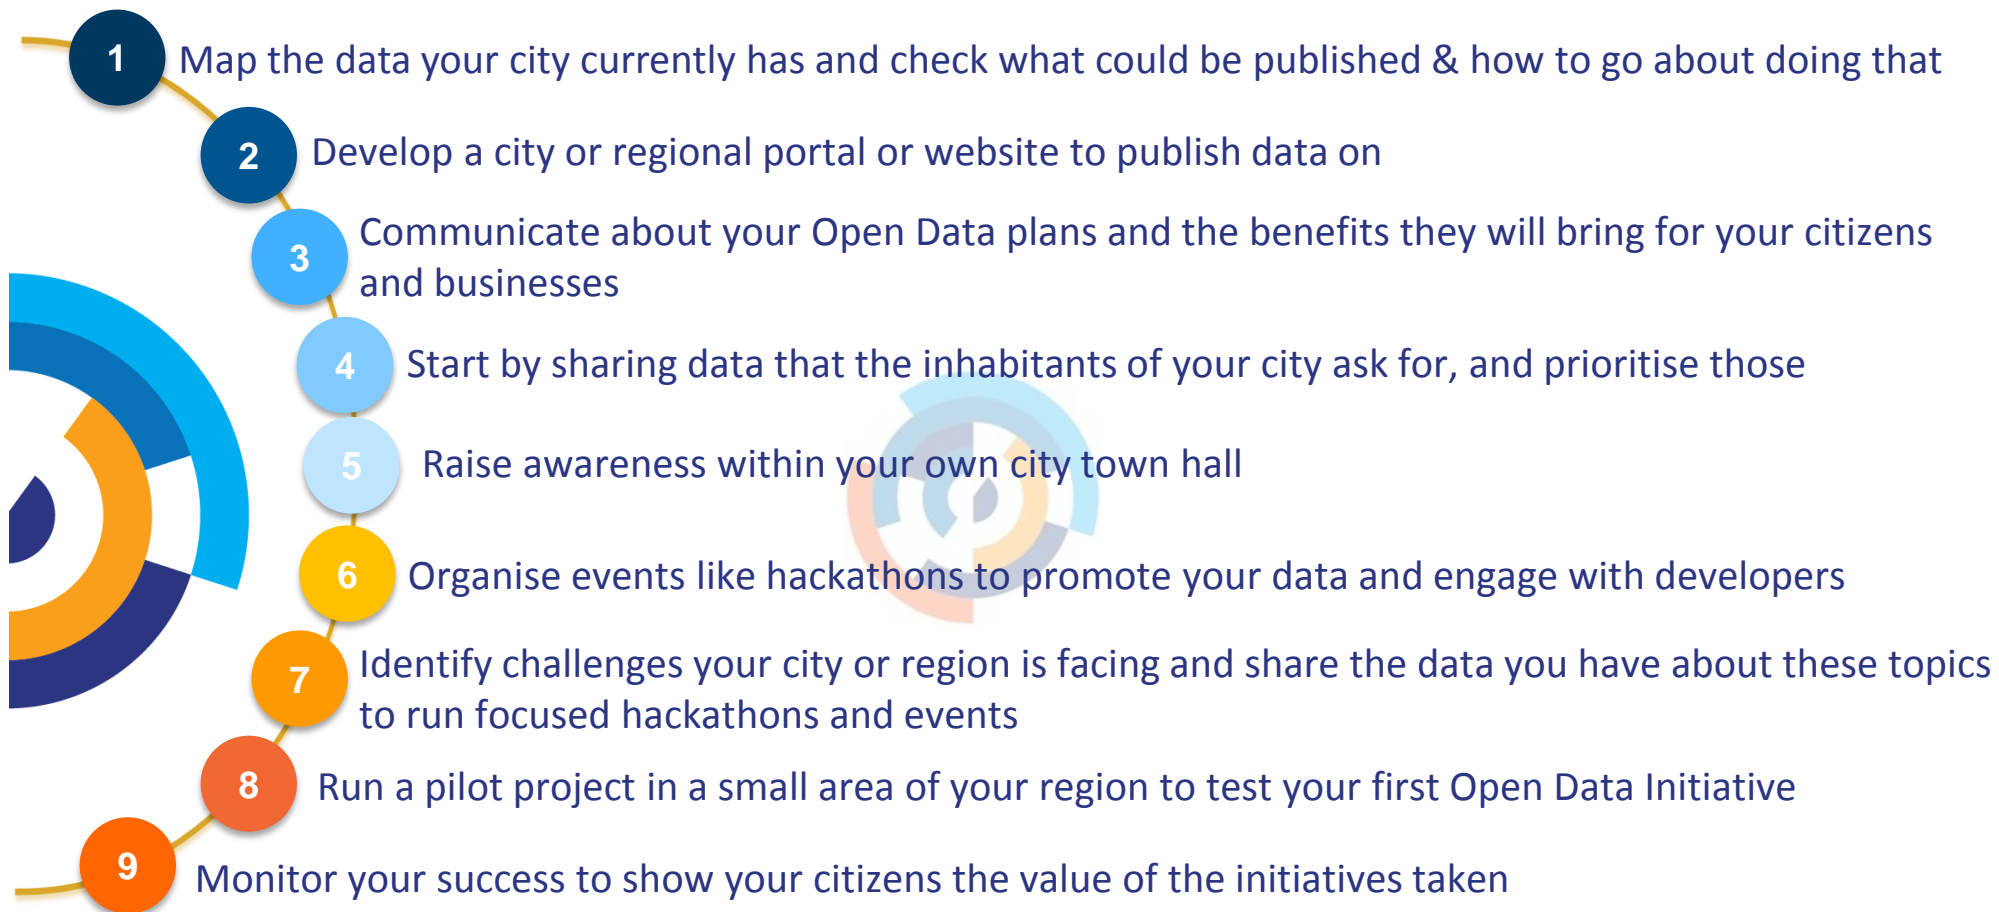 1 Map the data your city currently has and check what could be published & how to go about doing that
2 Develop a city or regional portal or website to publish data on
3 Communicate about your Open Data plans and the benefits they will bring for your citizens
and businesses
4 Start by sharing data that the inhabitants of your city ask for, and prioritise those
5 Raise awareness within your own city town hall
6 Organise events like hackathons to promote your data and engage with developers
7 Identify challenges your city or region is facing and share the data you have about these topics
to run focused hackathons and events
8 Run a pilot project in a small area of your region to test your first Open Data Initiative
9 Monitor your success to show your citizens the value of the initiatives taken